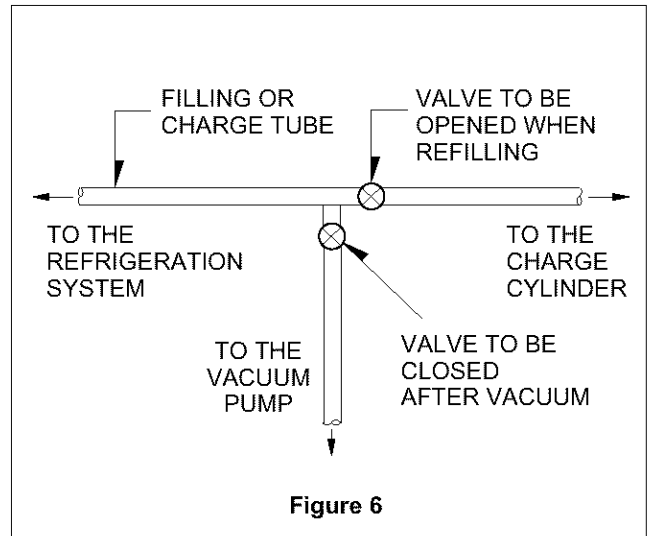 FILLING OR
CHARGE TUBE
VALVE TO BE
OPENED WHEN
REFILLING
TO THE
REFRIGERATION
SYSTEM
TO THE
CHARGE
CYLINDER
TO THE
VACUUM
PUMP
VALVE TO BE
CLOSED
AFTER VACUUM
Figure 6